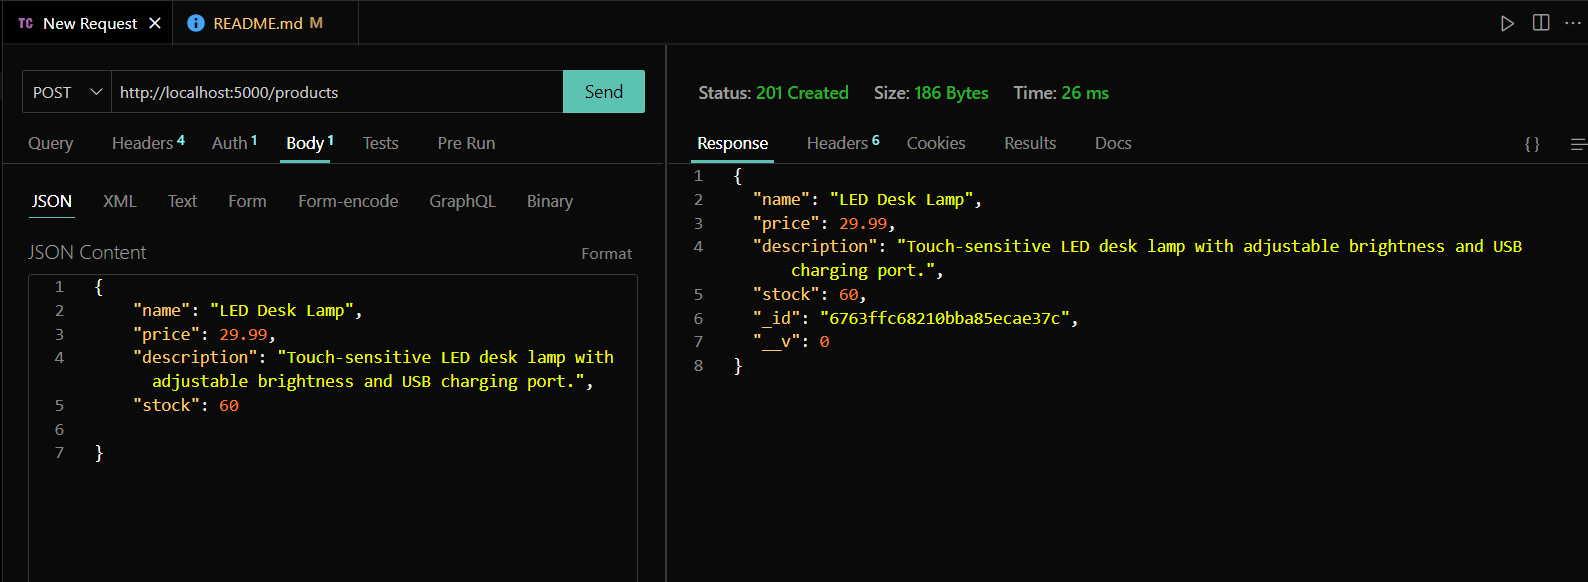 TC New Request
README.md M
POST
http://localhost:5000/products
Send
Query Headers 4 Auth 1 Body 1 Tests Pre Run
JSON XML Text Form Form-encode GraphQL Binary
JSON Content
Format
1 {
2 "name": "LED Desk Lamp",
3 "price": 29.99,
4 "description": "Touch-sensitive LED desk lamp with
adjustable brightness and USB charging port.",
5 "stock": 60
6
7 }
Status: 201 Created Size: 186 Bytes Time: 26 ms
Response Headers 6 Cookies Results Docs { }
1 {
2 "name": "LED Desk Lamp",
3 "price": 29.99,
4 "description": "Touch-sensitive LED desk lamp with adjustable brightness and USB
charging port.",
5 "stock": 60,
6 "_id": "6763ffc68210bba85ecae37c",
7 "__v": 0
8 }